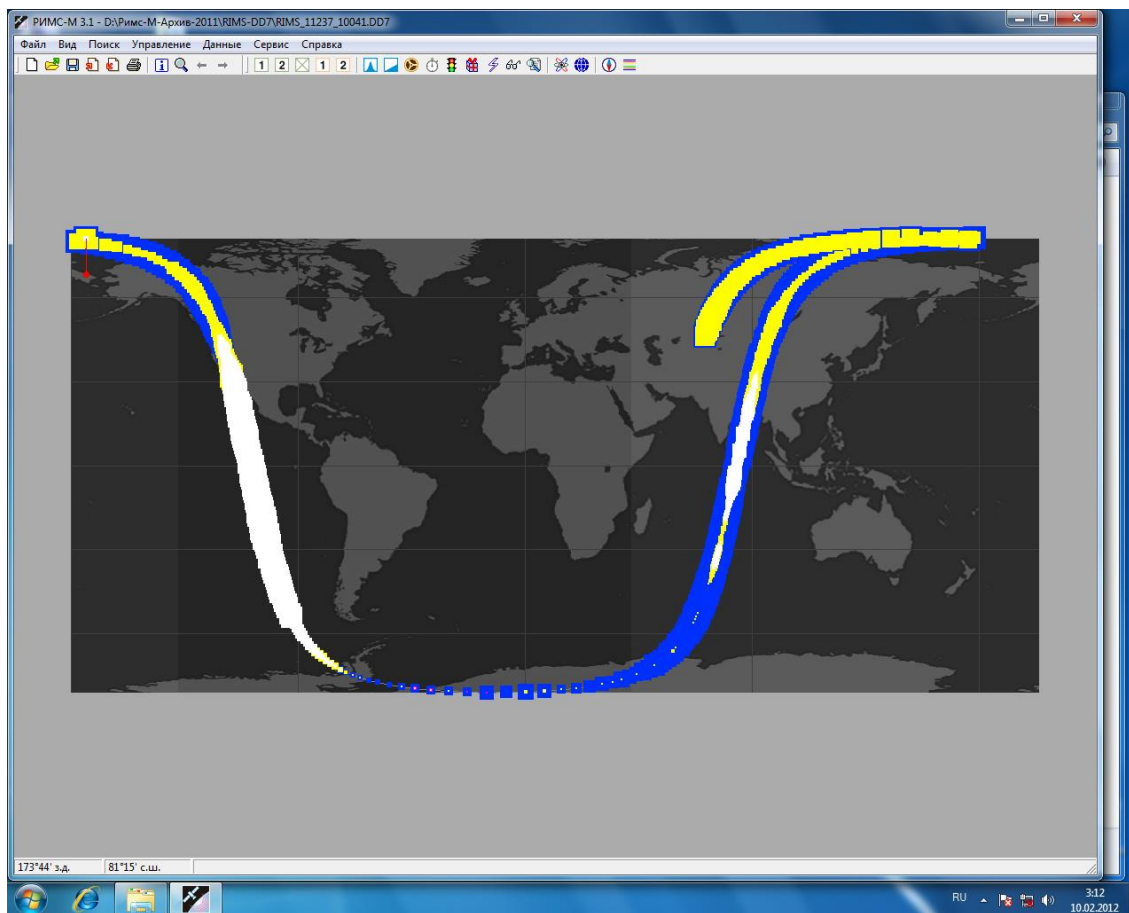 РИМС-М 3.1 - D:\Римс-М-Архив-2011\RIMS-DD7\RIMS_11237_10041.DD7
Файл Вид Поиск Управление Данные Сервис Справка
1 2 1 2
173°44' з.д. 81°15' с.ш.
RU 3:12
10.02.2012